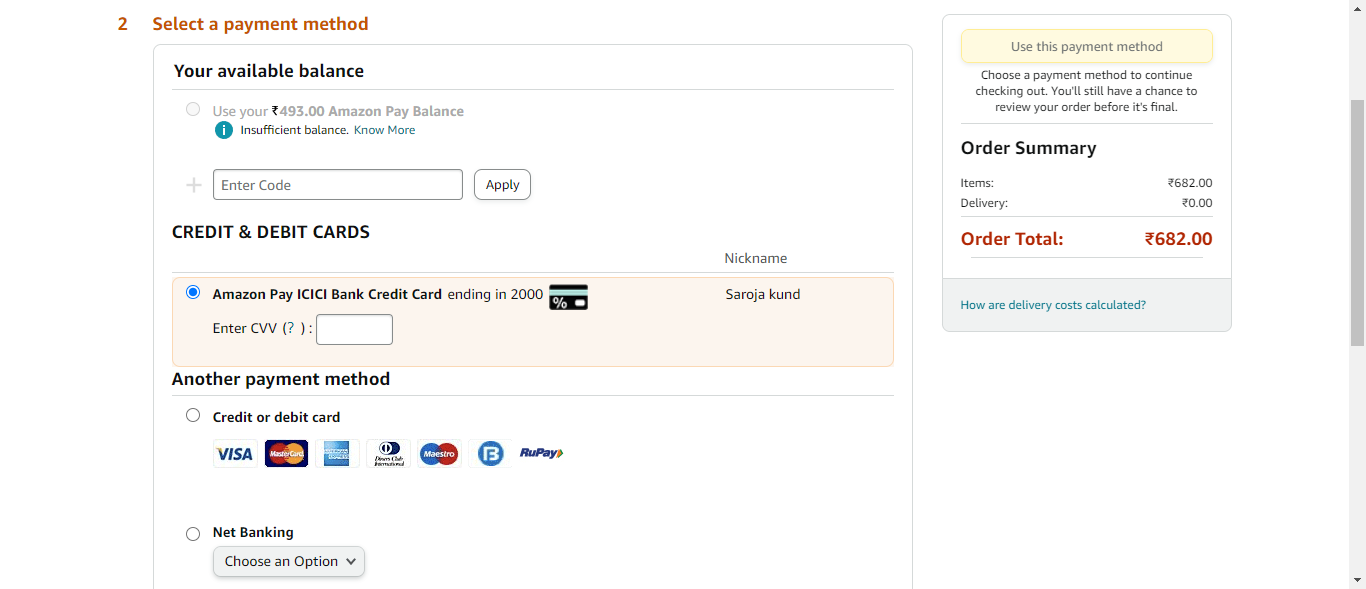 2 Select a payment method
Your available balance
Use your ₹493.00 Amazon Pay Balance
i Insufficient balance. Know More
Enter Code Apply
CREDIT & DEBIT CARDS
Nickname
Amazon Pay ICICI Bank Credit Card ending in 2000 % Saroja kund
Enter CVV (? ) :
Another payment method
Credit or debit card
VISA MasterCard AMERICAN EXPRESS Diners Club International Maestro B RuPay
Net Banking
Choose an Option
Use this payment method
Choose a payment method to continue
checking out. You'll still have a chance to
review your order before it's final.
Order Summary
Items: ₹682.00
Delivery: ₹0.00
Order Total: ₹682.00
How are delivery costs calculated?